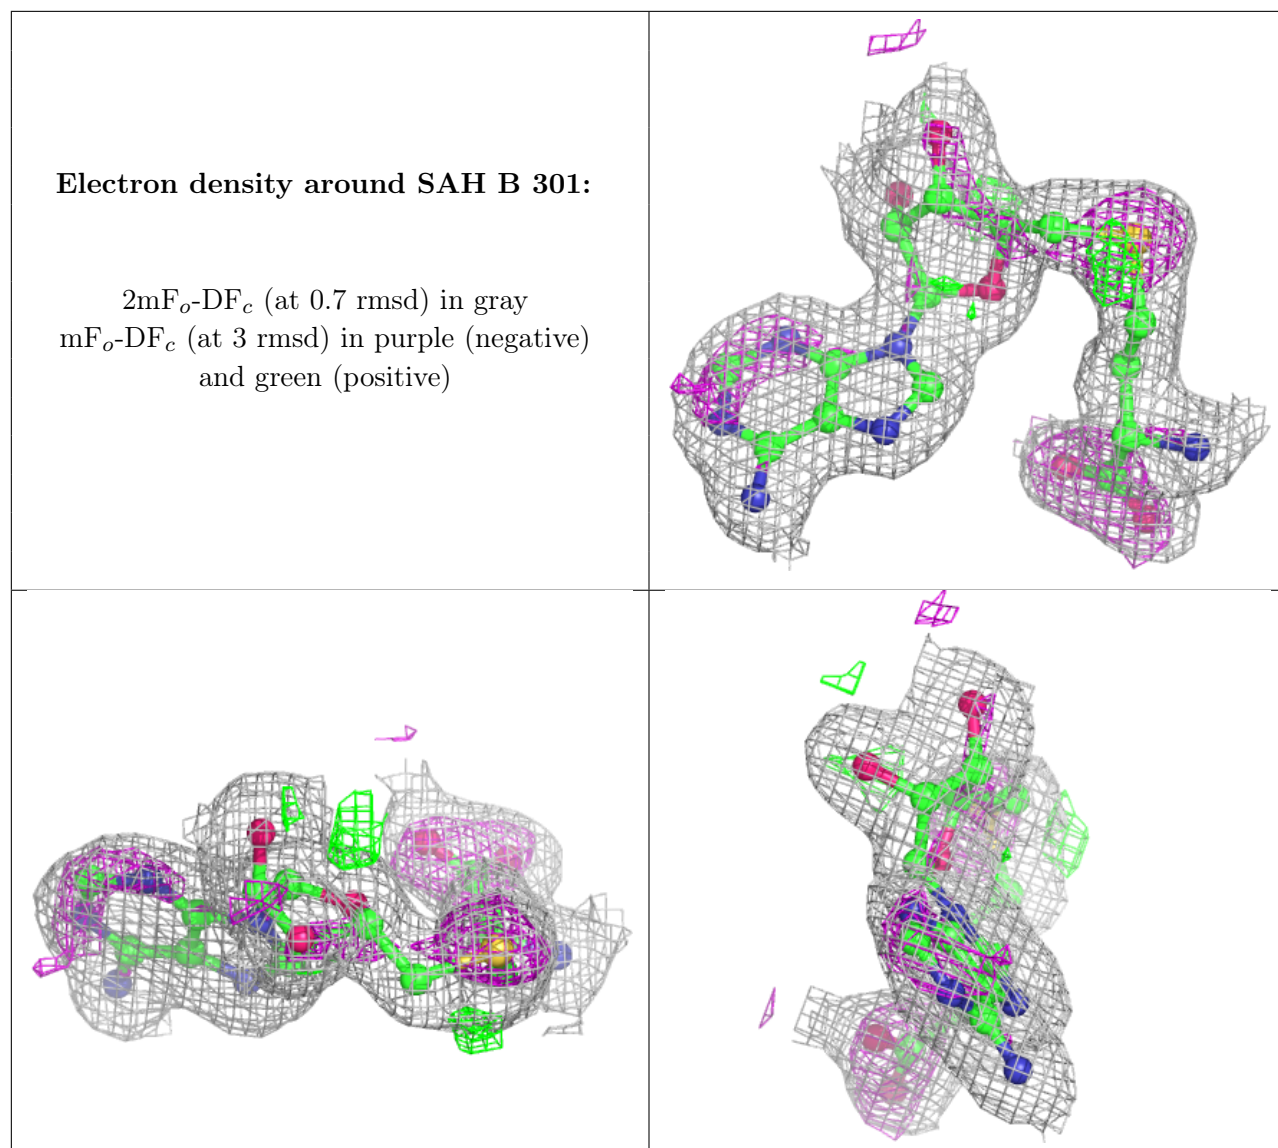 Electron density around SAH B 301:
2mFo-DFc (at 0.7 rmsd) in gray
mFo-DFc (at 3 rmsd) in purple (negative)
and green (positive)